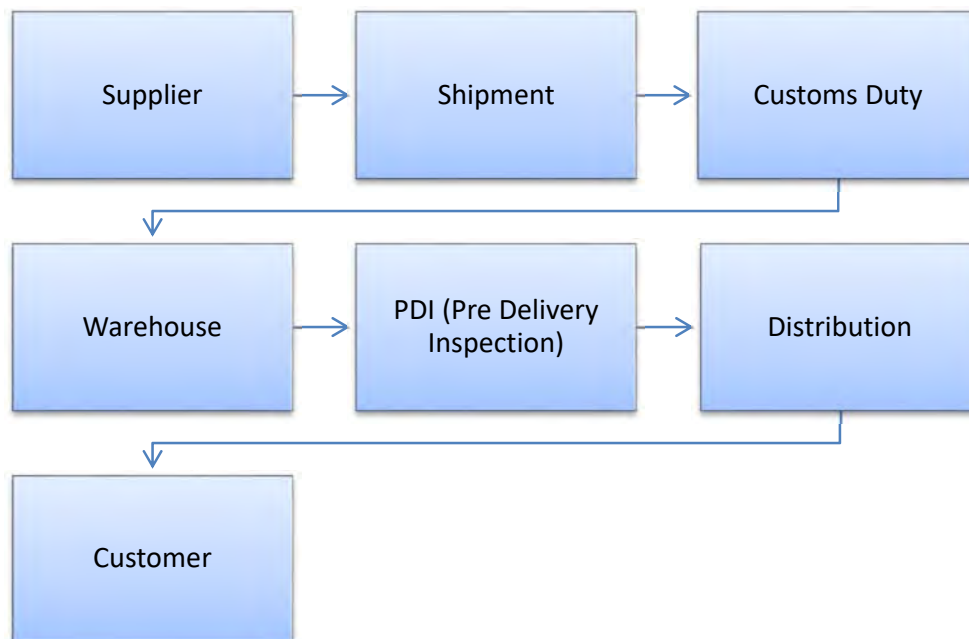 Supplier
Shipment
Customs Duty
Warehouse
PDI (Pre Delivery
Inspection)
Distribution
Customer